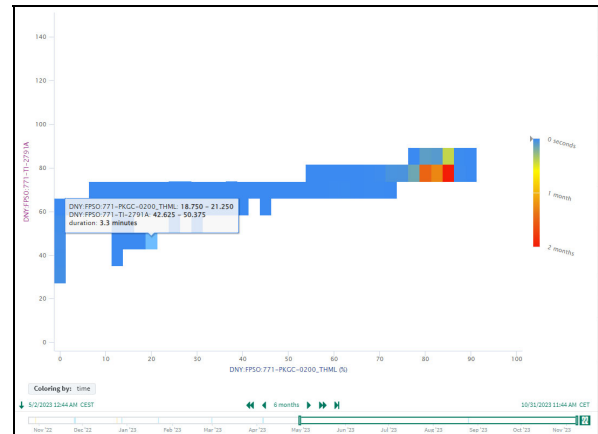 140
120
100
80
60
40
20
0
DNY:FPSO:771-TI-2791A
DNY:FPSO:771-PKGC-0200_THML: 18.750 – 21.250
DNY:FPSO:771-TI-2791A: 42.625 – 50.375
duration: 3.3 minutes
0 seconds
1 month
2 months
0 10 20 30 40 50 60 70 80 90 100
DNY:FPSO:771-PKGC-0200_THML (%)
Coloring by: time
5/2/2023 12:44 AM CEST 6 months 10/31/2023 11:44 AM CET
Nov '22 Dec '22 Jan '23 Feb '23 Mar '23 Apr '23 May '23 Jun '23 Jul '23 Aug '23 Sep '23 Oct '23 Nov '23